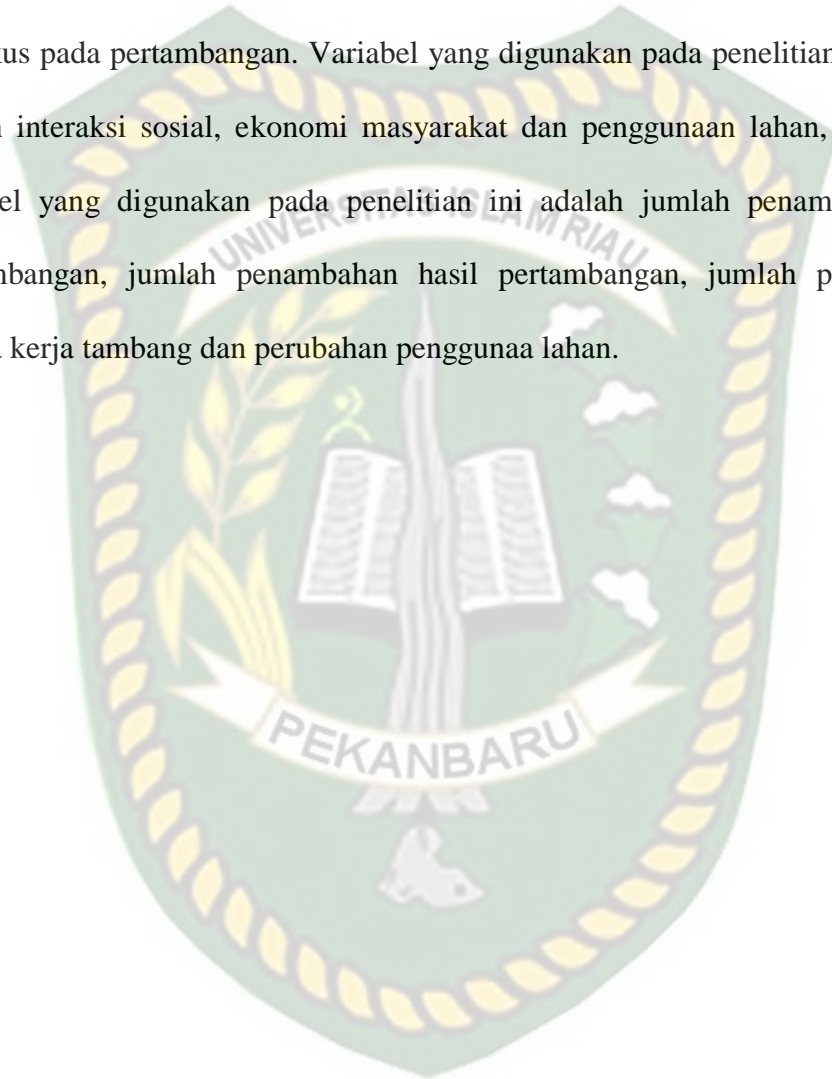 kus pada pertambangan. Variabel yang digunakan pada penelitian
interaksi sosial, ekonomi masyarakat dan penggunaan lahan,
el yang digunakan pada penelitian ini adalah jumlah penam
mbangan, jumlah penambahan hasil pertambangan, jumlah p
kerja tambang dan perubahan penggunaa lahan.
UNIVERSITAS ISLAM RIAU
PEKANBARU